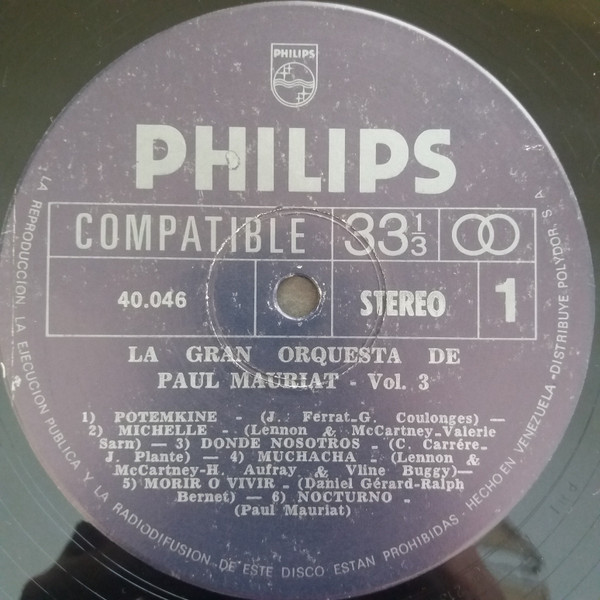 PHILIPS
PHILIPS
COMPATIBLE 33 1/3
40.046 STEREO 1
LA GRAN ORQUESTA DE
PAUL MAURIAT - Vol. 3
1) POTEMKINE - (J. Ferrat-G. Coulonges) —
2) MICHELLE - (Lennon & McCartney-Valerie
Sarn) — 3) DONDE NOSOTROS - (C. Carrére-
J. Plante) — 4) MUCHACHA - (Lennon &
McCartney-H. Aufray & Vline Buggy)—
5) MORIR O VIVIR - (Daniel Gérard-Ralph
Bernet) — 6) NOCTURNO -
(Paul Mauriat)
LA REPRODUCCION, LA EJECUCION PUBLICA Y LA RADIODIFUSION DE ESTE DISCO ESTAN PROHIBIDAS · HECHO EN VENEZUELA - DISTRIBUYE POLYDOR, S. A.